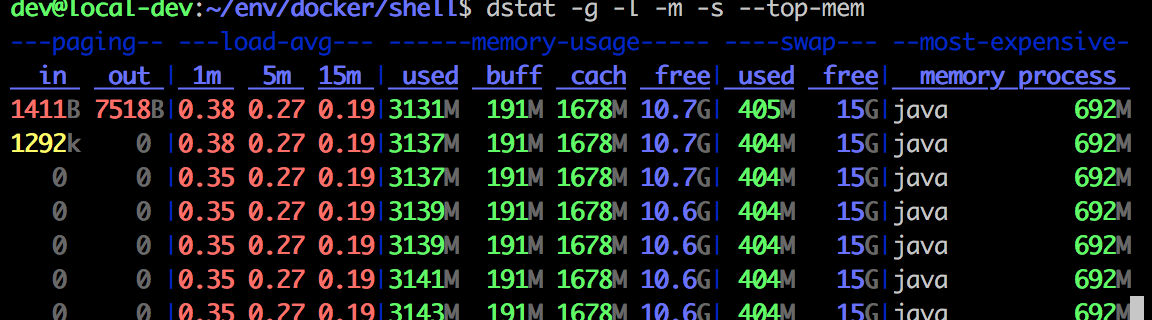 dev@local-dev:~/env/docker/shell$ dstat -g -l -m -s --top-mem
---paging-- ---load-avg--- ------memory-usage----- ----swap--- --most-expensive-
  in   out | 1m   5m  15m | used  buff  cach  free| used  free|  memory process
1411B 7518B|0.38 0.27 0.19|3131M  191M 1678M 10.7G| 405M   15G|java         692M
1292k    0 |0.38 0.27 0.19|3137M  191M 1678M 10.7G| 404M   15G|java         692M
   0     0 |0.35 0.27 0.19|3137M  191M 1678M 10.7G| 404M   15G|java         692M
   0     0 |0.35 0.27 0.19|3139M  191M 1678M 10.6G| 404M   15G|java         692M
   0     0 |0.35 0.27 0.19|3139M  191M 1678M 10.6G| 404M   15G|java         692M
   0     0 |0.35 0.27 0.19|3141M  191M 1678M 10.6G| 404M   15G|java         692M
   0     0 |0.35 0.27 0.19|3143M  191M 1678M 10.6G| 404M   15G|java         692M